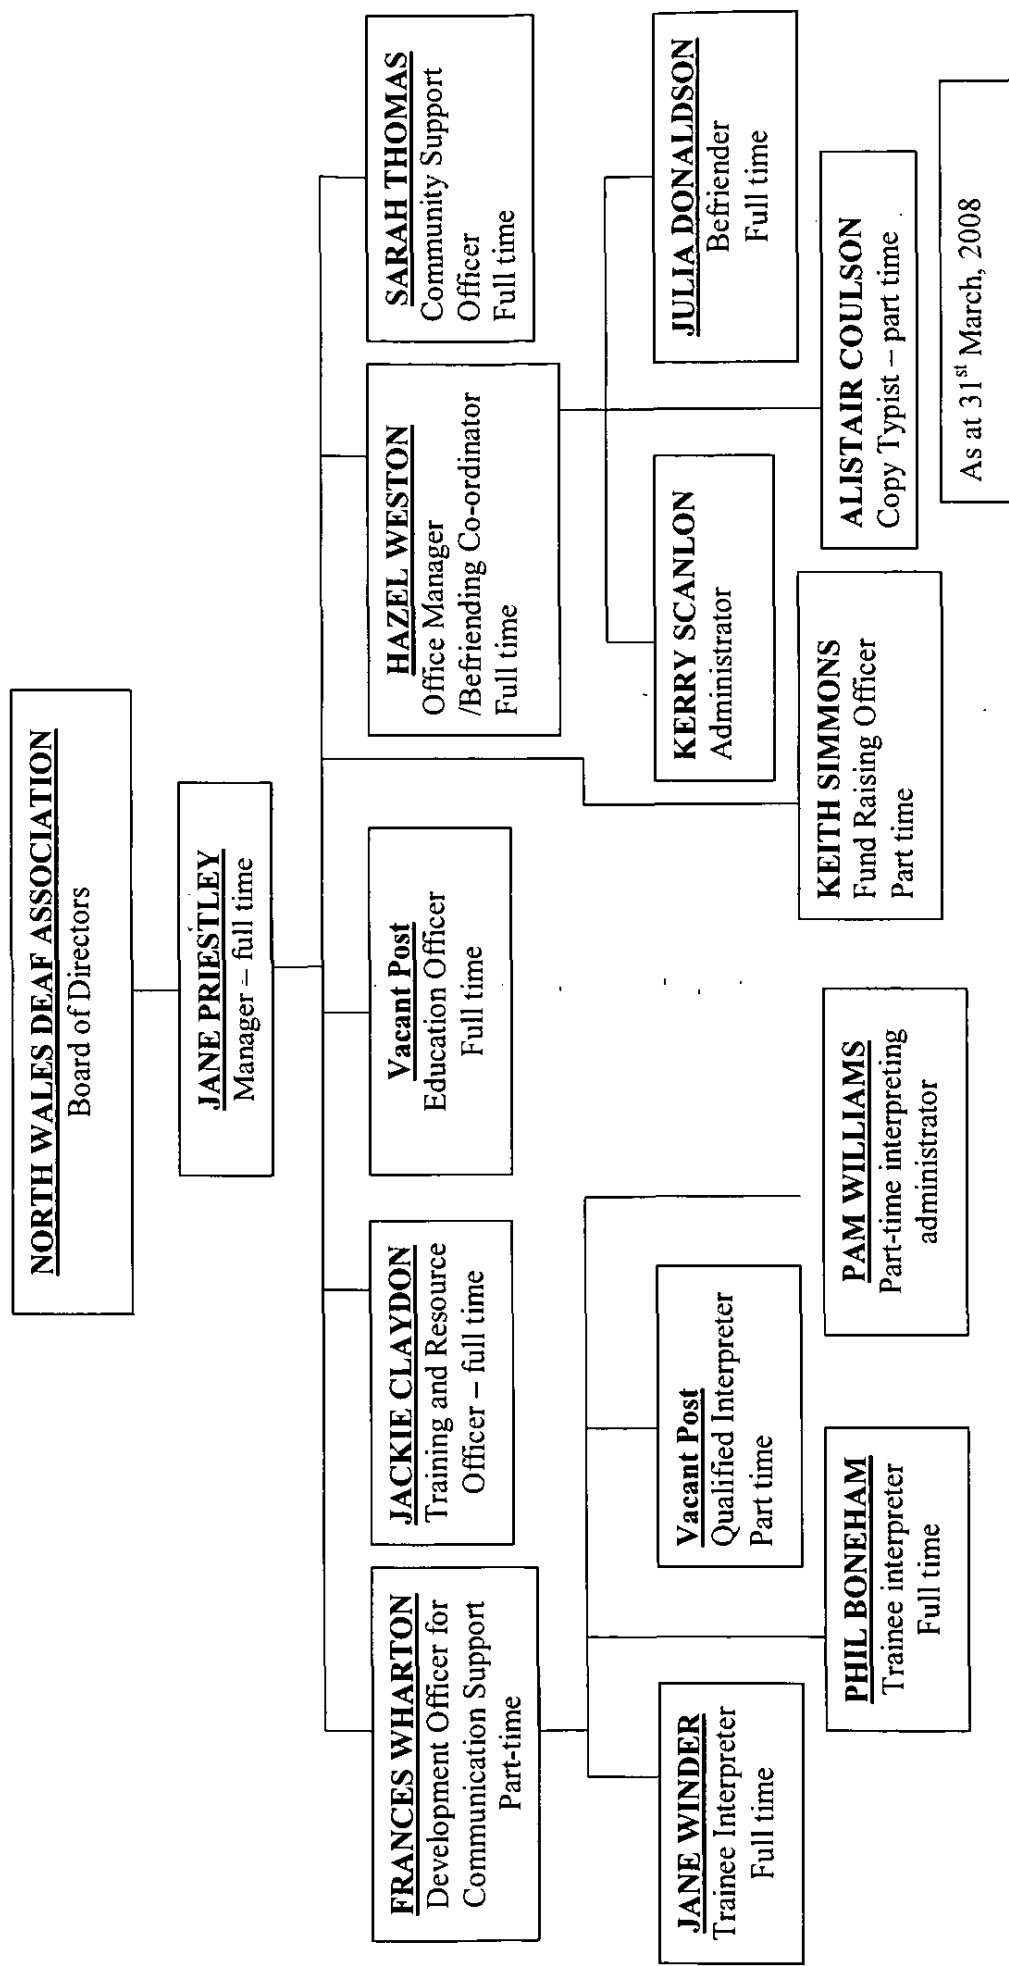 NORTH WALES DEAF ASSOCIATION
Board of Directors
JANE PRIESTLEY
Manager – full time
FRANCES WHARTON
Development Officer for
Communication Support
Part-time
JACKIE CLAYDON
Training and Resource
Officer – full time
Vacant Post
Education Officer
Full time
HAZEL WESTON
Office Manager
/Befriending Co-ordinator
Full time
SARAH THOMAS
Community Support
Officer
Full time
JANE WINDER
Trainee Interpreter
Full time
Vacant Post
Qualified Interpreter
Part time
KERRY SCANLON
Administrator
JULIA DONALDSON
Befriender
Full time
PHIL BONEHAM
Trainee interpreter
Full time
PAM WILLIAMS
Part-time interpreting
administrator
KEITH SIMMONS
Fund Raising Officer
Part time
ALISTAIR COULSON
Copy Typist – part time
As at 31st March, 2008